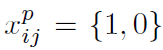 $x_{ij}^{p} = \{1, 0\}$